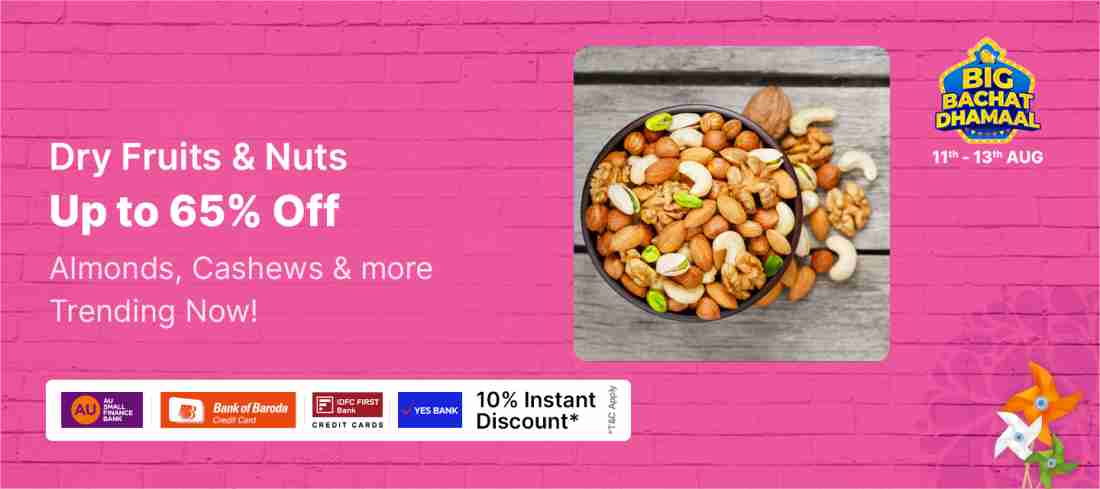 Dry Fruits & Nuts
Up to 65% Off
Almonds, Cashews & more
Trending Now!
BIG
BACHAT
DHAMAAL
11th - 13th AUG
AU
AU
SMALL
FINANCE
BANK
Bank of Baroda
Credit Card
IDFC FIRST
Bank
CREDIT CARDS
YES BANK
10% Instant
Discount*
*T&C Apply